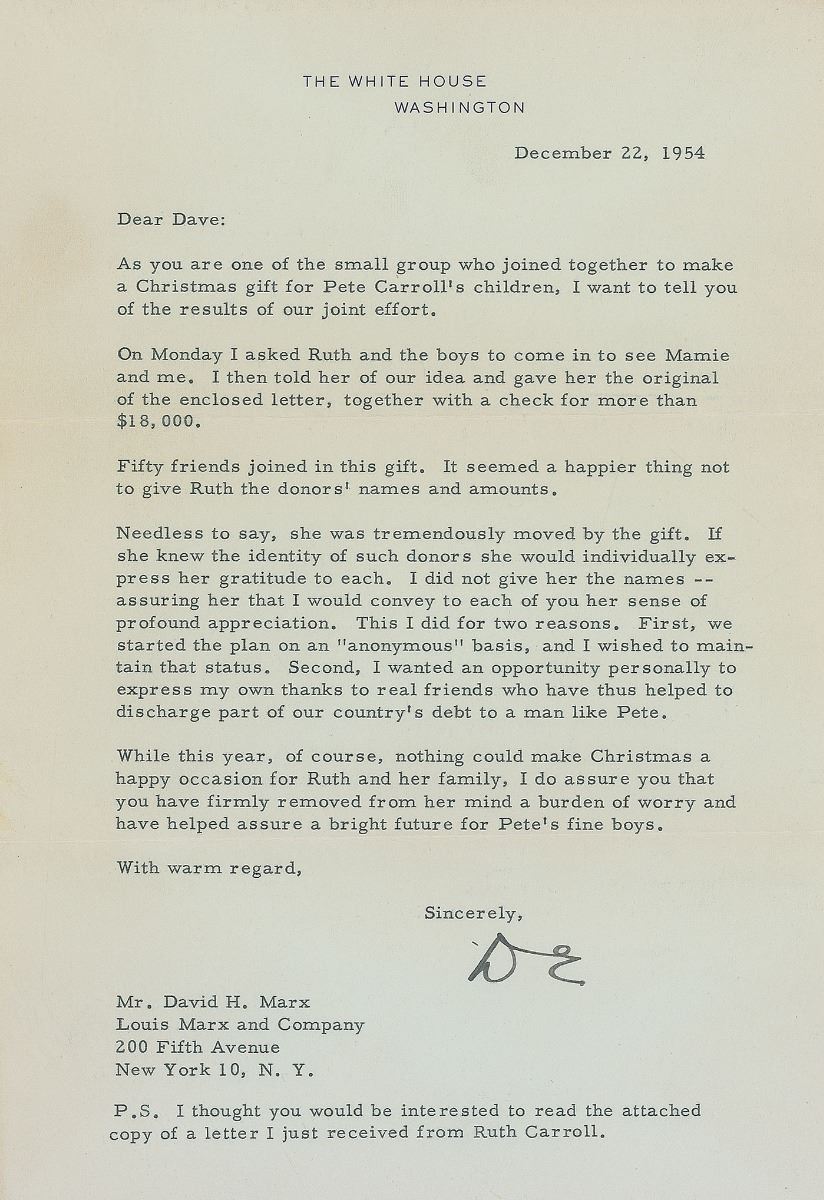 THE WHITE HOUSE
WASHINGTON
December 22, 1954
Dear Dave:
As you are one of the small group who joined together to make
a Christmas gift for Pete Carroll's children, I want to tell you
of the results of our joint effort.
On Monday I asked Ruth and the boys to come in to see Mamie
and me. I then told her of our idea and gave her the original
of the enclosed letter, together with a check for more than
$18,000.
Fifty friends joined in this gift. It seemed a happier thing not
to give Ruth the donors' names and amounts.
Needless to say, she was tremendously moved by the gift. If
she knew the identity of such donors she would individually ex-
press her gratitude to each. I did not give her the names --
assuring her that I would convey to each of you her sense of
profound appreciation. This I did for two reasons. First, we
started the plan on an "anonymous" basis, and I wished to main-
tain that status. Second, I wanted an opportunity personally to
express my own thanks to real friends who have thus helped to
discharge part of our country's debt to a man like Pete.
While this year, of course, nothing could make Christmas a
happy occasion for Ruth and her family, I do assure you that
you have firmly removed from her mind a burden of worry and
have helped assure a bright future for Pete's fine boys.
With warm regard,
Sincerely,
DE
Mr. David H. Marx
Louis Marx and Company
200 Fifth Avenue
New York 10, N. Y.
P.S. I thought you would be interested to read the attached
copy of a letter I just received from Ruth Carroll.